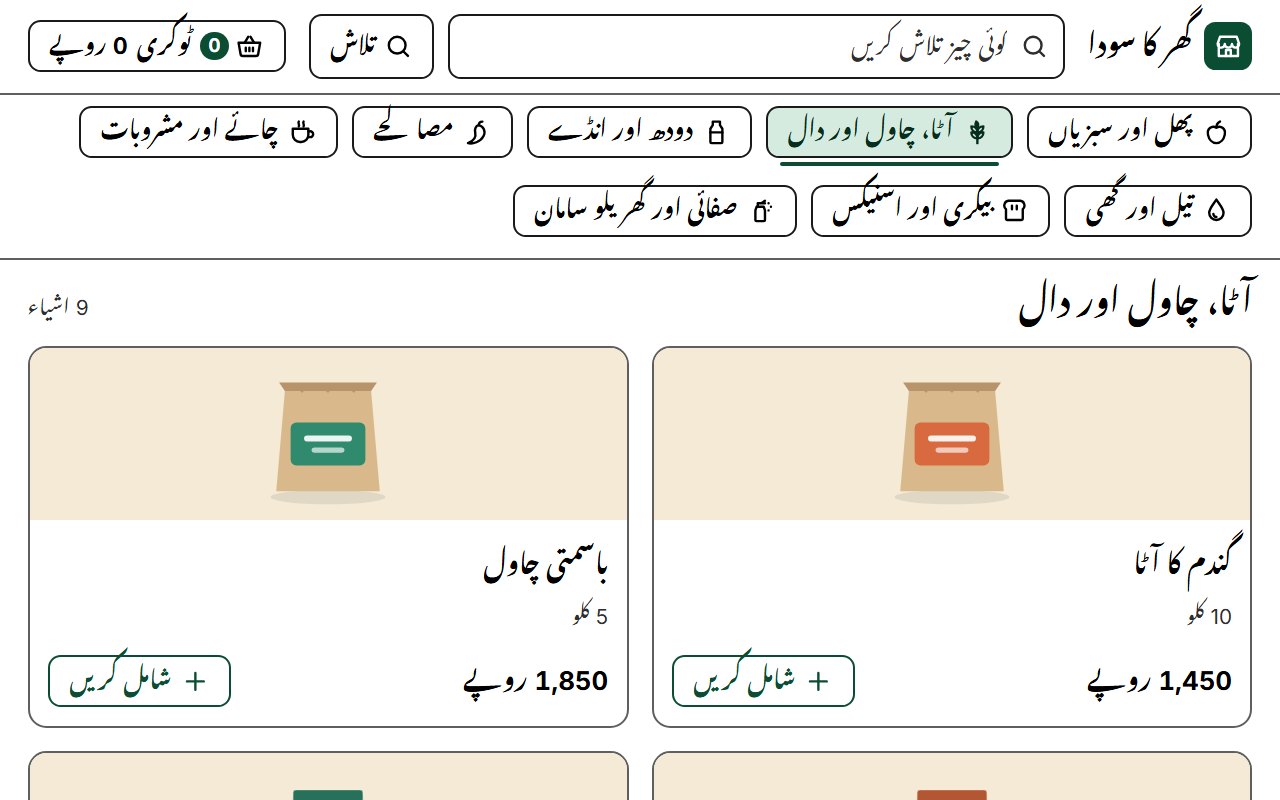 گھر کا سودا
کوئی چیز تلاش کریں
تلاش
0 ٹوکری 0 روپے
پھل اور سبزیاں
آٹا، چاول اور دال
دودھ اور انڈے
مصالحے
چائے اور مشروبات
تیل اور گھی
بیکری اور اسنیکس
صفائی اور گھریلو سامان
آٹا، چاول اور دال
9 اشیاء
گندم کا آٹا
10 کلو
1,450 روپے
شامل کریں
باسمتی چاول
5 کلو
1,850 روپے
شامل کریں